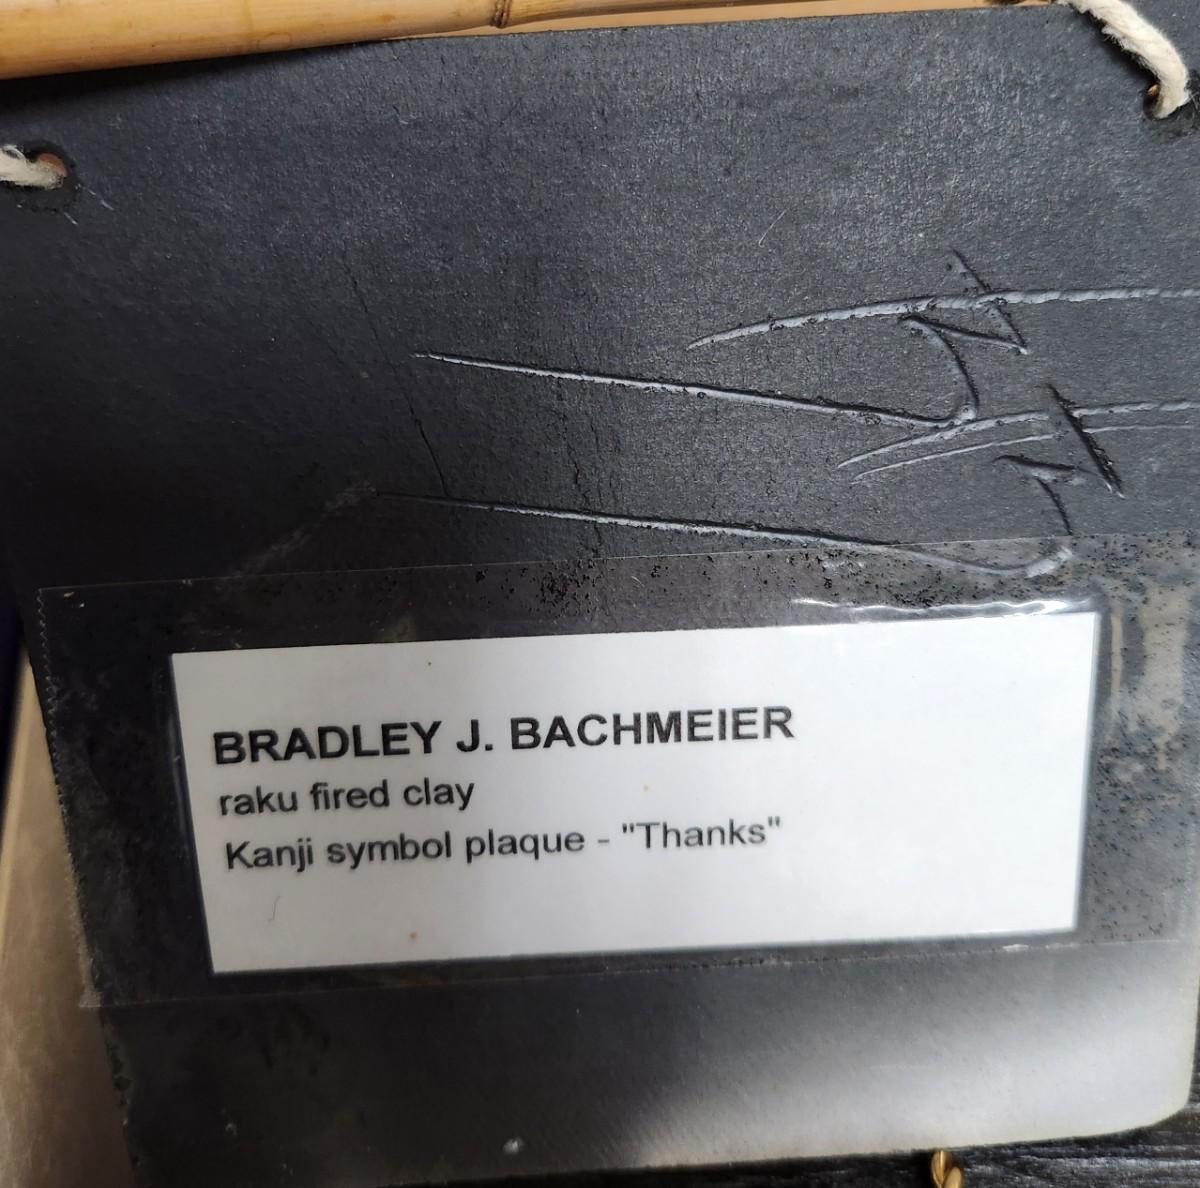 BRADLEY J. BACHMEIER
raku fired clay
Kanji symbol plaque - "Thanks"